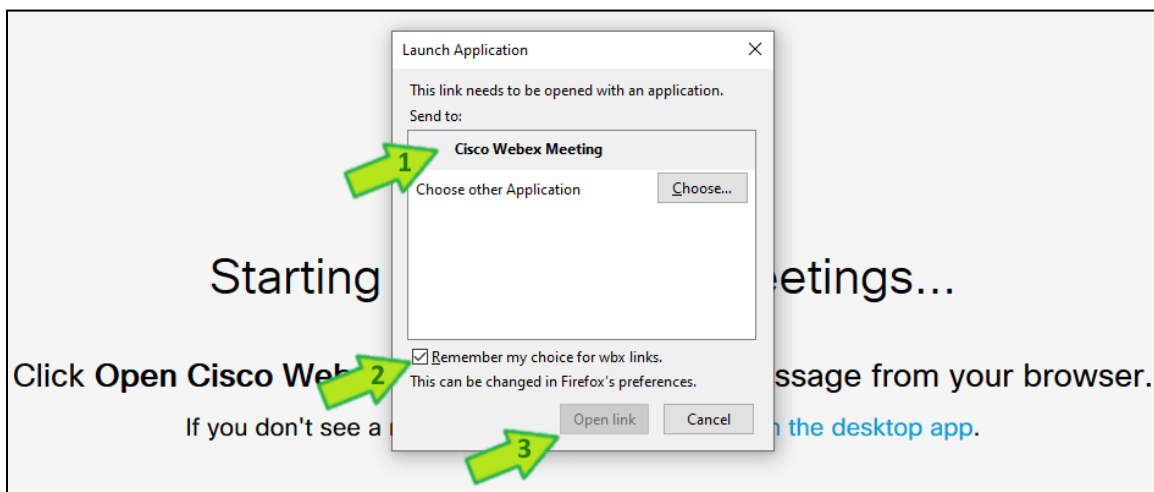 Launch Application
This link needs to be opened with an application.
Send to:
Cisco Webex Meeting
1
Choose other Application Choose...
Starting etings...
Remember my choice for wbx links.
Click Open Cisco Web 2 ssage from your browser.
This can be changed in Firefox's preferences.
Open link Cancel
If you don't see a the desktop app.
3